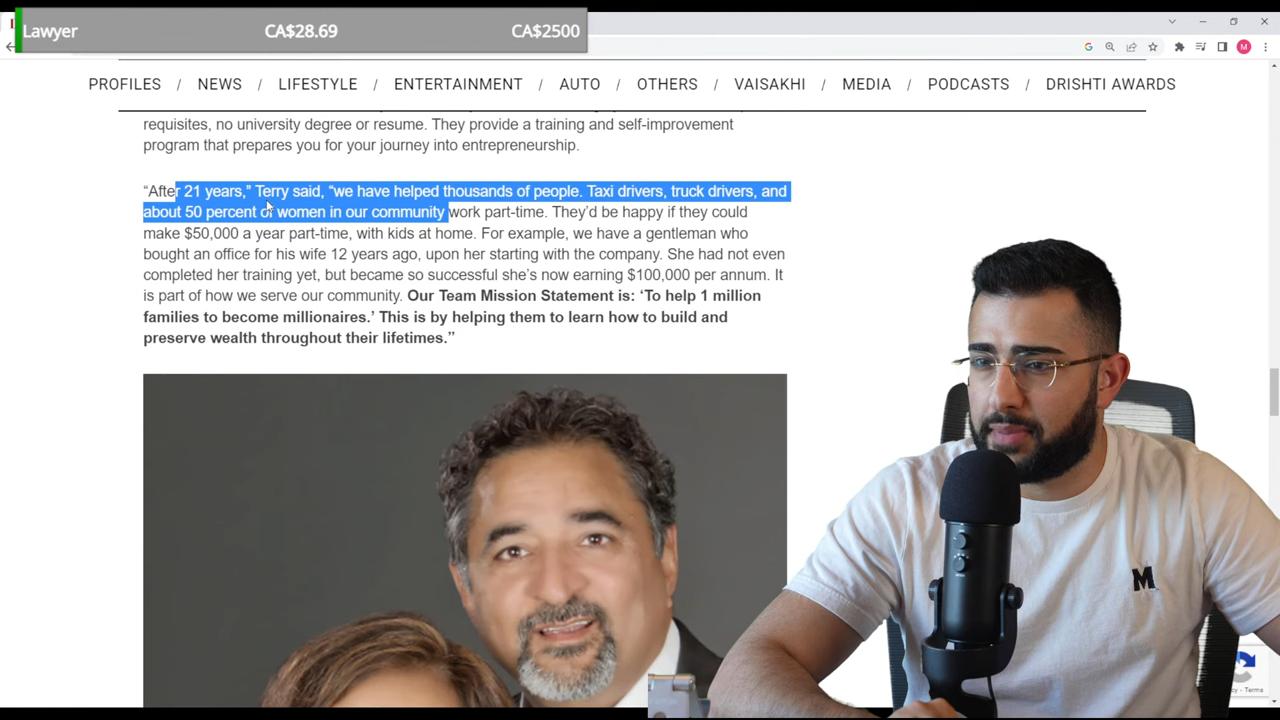 Lawyer CA$28.69 CA$2500
M
PROFILES / NEWS / LIFESTYLE / ENTERTAINMENT / AUTO / OTHERS / VAISAKHI / MEDIA / PODCASTS / DRISHTI AWARDS
requisites, no university degree or resume. They provide a training and self-improvement
program that prepares you for your journey into entrepreneurship.
“After 21 years,” Terry said, “we have helped thousands of people. Taxi drivers, truck drivers, and
about 50 percent of women in our community work part-time. They’d be happy if they could
make $50,000 a year part-time, with kids at home. For example, we have a gentleman who
bought an office for his wife 12 years ago, upon her starting with the company. She had not even
completed her training yet, but became so successful she’s now earning $100,000 per annum. It
is part of how we serve our community. Our Team Mission Statement is: ‘To help 1 million
families to become millionaires.’ This is by helping them to learn how to build and
preserve wealth throughout their lifetimes.”
M
- Terms